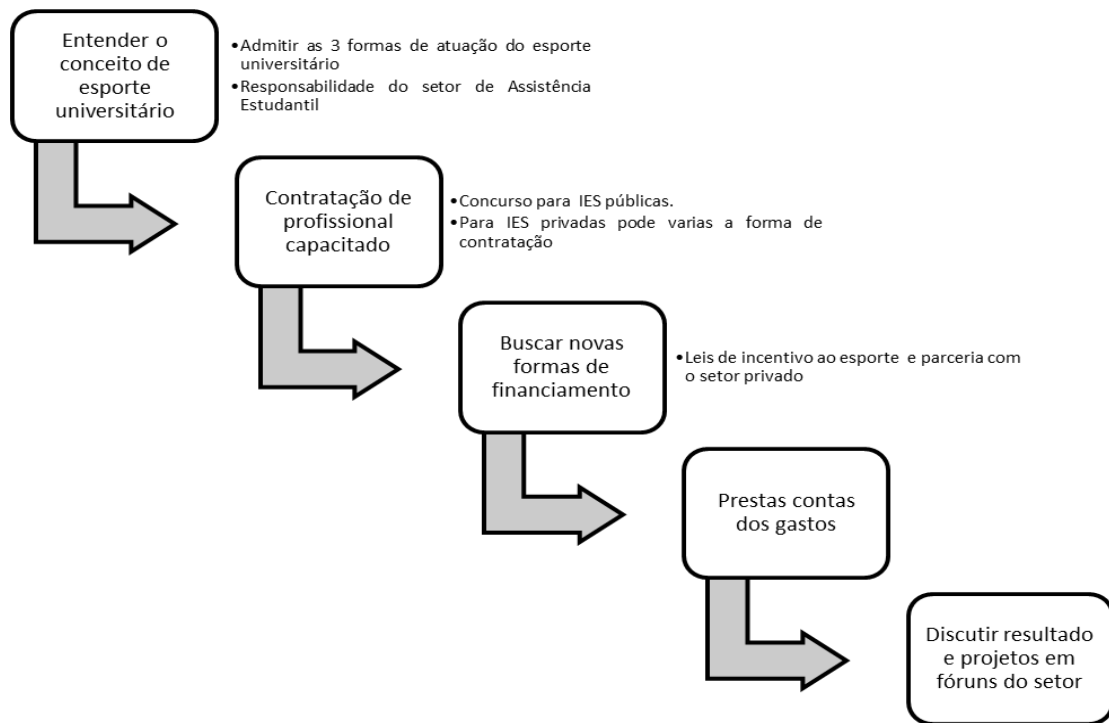 Entender o
conceito de
esporte
universitário
•Admitir as 3 formas de atuação do esporte
universitário
•Responsabilidade do setor de Assistência
Estudantil
Contratação de
profissional
capacitado
•Concurso para IES públicas.
•Para IES privadas pode varias a forma de
contratação
Buscar novas
formas de
financiamento
•Leis de incentivo ao esporte e parceria com
o setor privado
Prestas contas
dos gastos
Discutir resultado
e projetos em
fóruns do setor